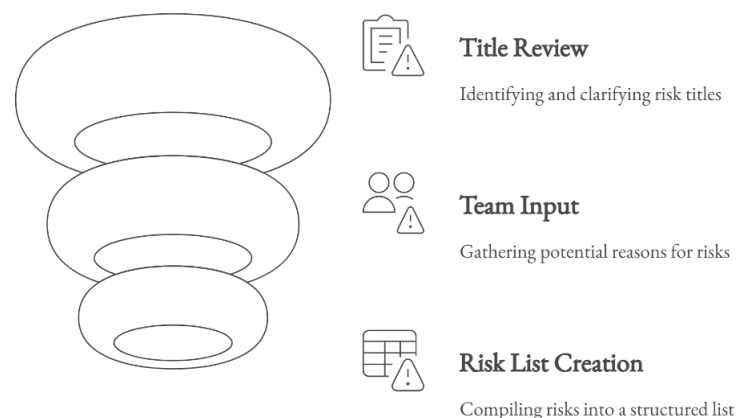 Title Review
Identifying and clarifying risk titles
Team Input
Gathering potential reasons for risks
Risk List Creation
Compiling risks into a structured list